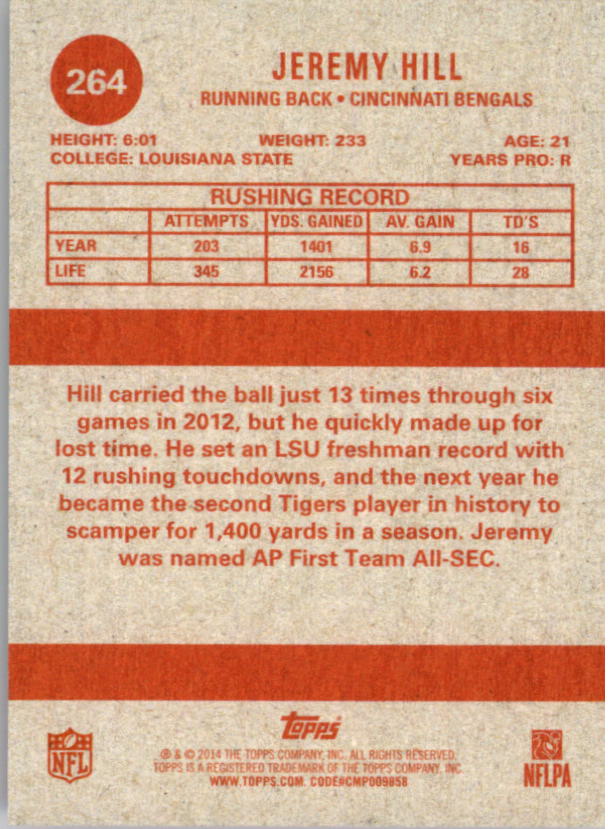 264
JEREMY HILL
RUNNING BACK • CINCINNATI BENGALS
HEIGHT: 6:01 WEIGHT: 233 AGE: 21
COLLEGE: LOUISIANA STATE YEARS PRO: R
RUSHING RECORD
ATTEMPTS YDS. GAINED AV. GAIN TD'S
YEAR 203 1401 6.9 16
LIFE 345 2156 6.2 28
Hill carried the ball just 13 times through six
games in 2012, but he quickly made up for
lost time. He set an LSU freshman record with
12 rushing touchdowns, and the next year he
became the second Tigers player in history to
scamper for 1,400 yards in a season. Jeremy
was named AP First Team All-SEC.
Topps
® & © 2014 THE TOPPS COMPANY, INC. ALL RIGHTS RESERVED.
TOPPS IS A REGISTERED TRADEMARK OF THE TOPPS COMPANY, INC.
WWW.TOPPS.COM. CODE#CMP009858
NFL
NFLPA